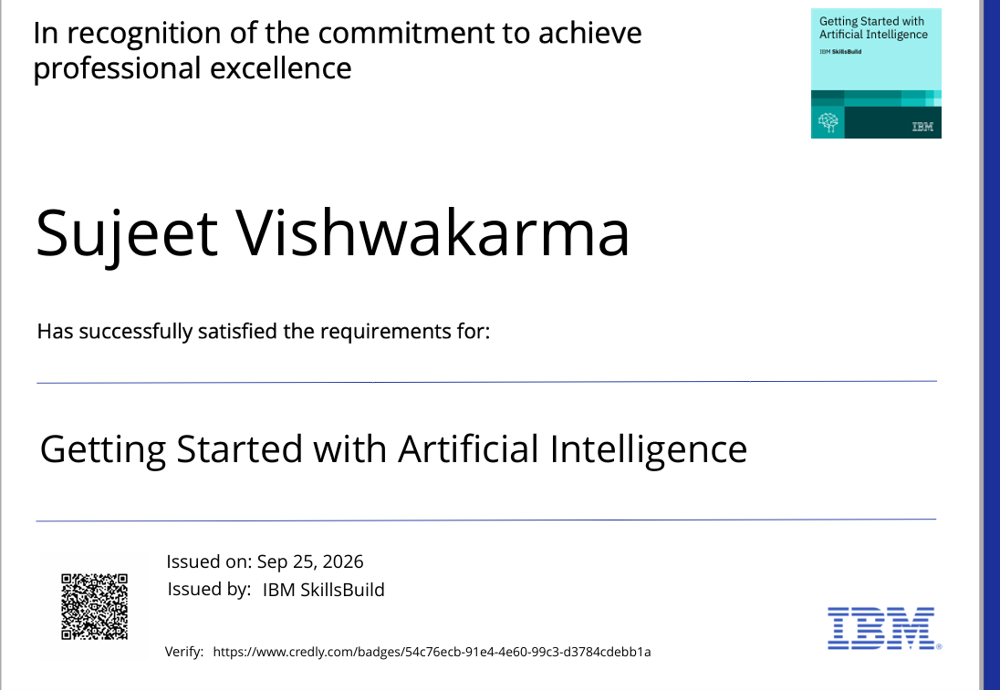 In recognition of the commitment to achieve
professional excellence
Getting Started with
Artificial Intelligence
IBM SkillsBuild
IBM
Sujeet Vishwakarma
Has successfully satisfied the requirements for:
Getting Started with Artificial Intelligence
Issued on: Sep 25, 2026
Issued by: IBM SkillsBuild
Verify: https://www.credly.com/badges/54c76ecb-91e4-4e60-99c3-d3784cdebb1a
IBM®